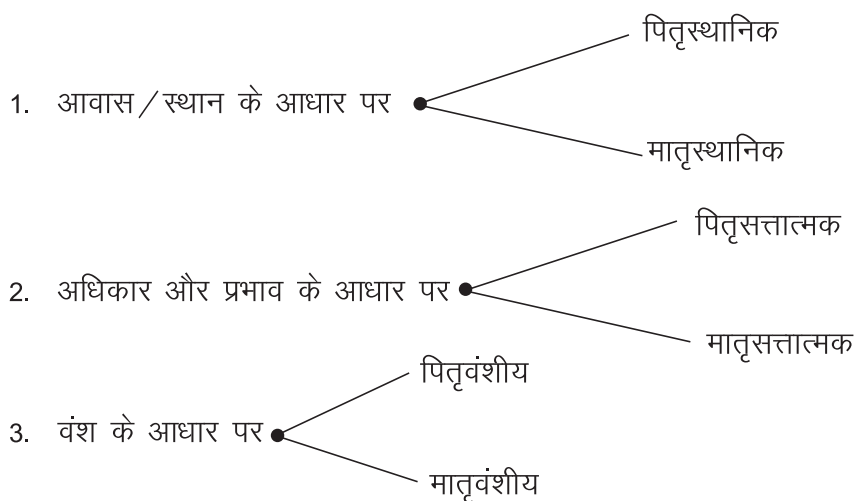 पितृस्थानिक
1. आवास/स्थान के आधार पर
मातृस्थानिक
पितृसत्तात्मक
2. अधिकार और प्रभाव के आधार पर
मातृसत्तात्मक
पितृवंशीय
3. वंश के आधार पर
मातृवंशीय